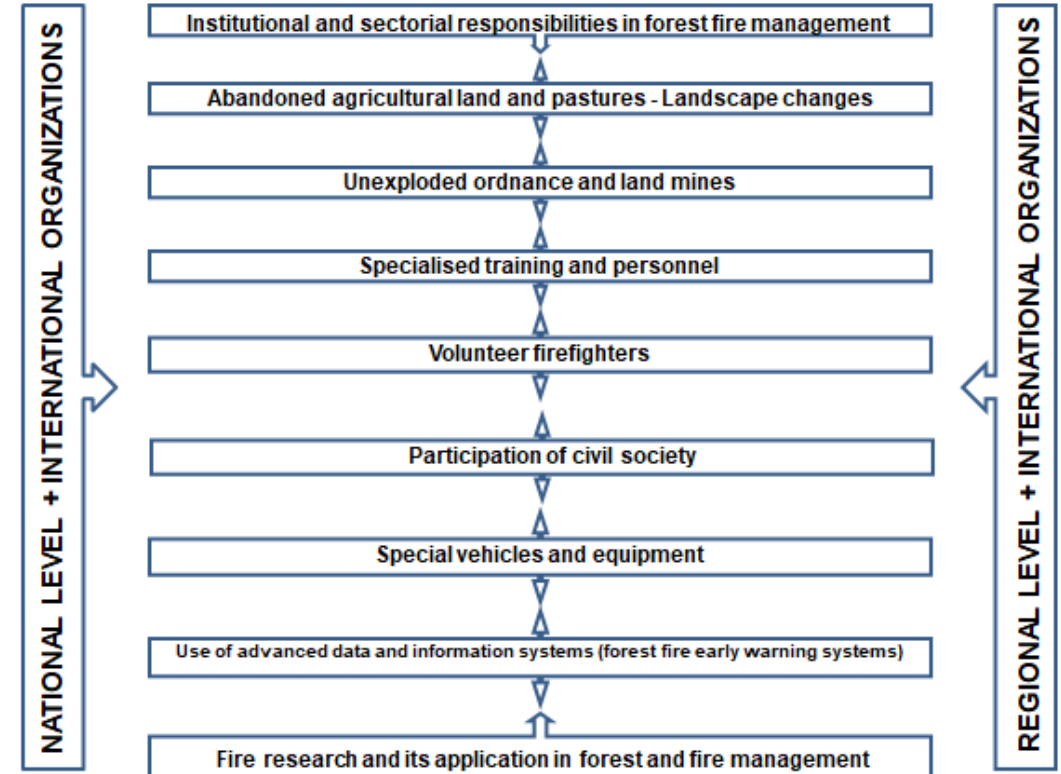 NATIONAL LEVEL + INTERNATIONAL ORGANIZATIONS
Institutional and sectorial responsibilities in forest fire management
Abandoned agricultural land and pastures - Landscape changes
Unexploded ordnance and land mines
Specialised training and personnel
Volunteer firefighters
Participation of civil society
Special vehicles and equipment
Use of advanced data and information systems (forest fire early warning systems)
Fire research and its application in forest and fire management
REGIONAL LEVEL + INTERNATIONAL ORGANIZATIONS